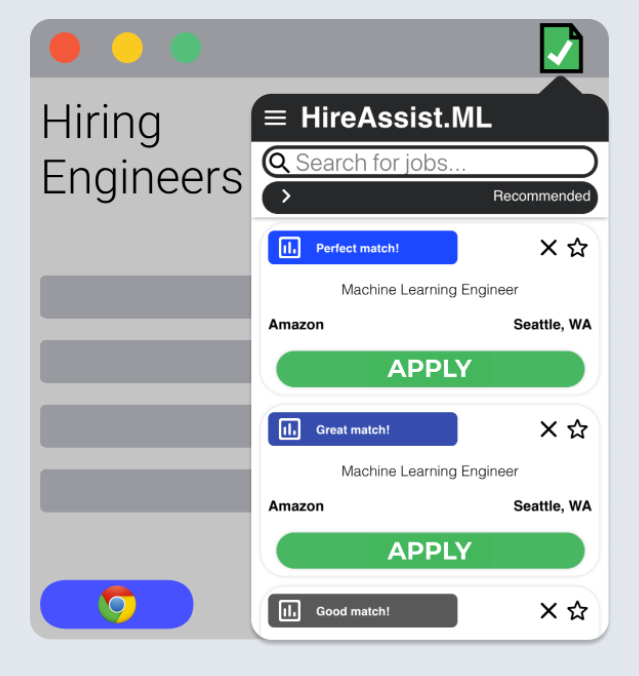 Hiring
Engineers
HireAssist.ML
Search for jobs...
Recommended
Perfect match!
Machine Learning Engineer
Amazon Seattle, WA
APPLY
Great match!
Machine Learning Engineer
Amazon Seattle, WA
APPLY
Good match!